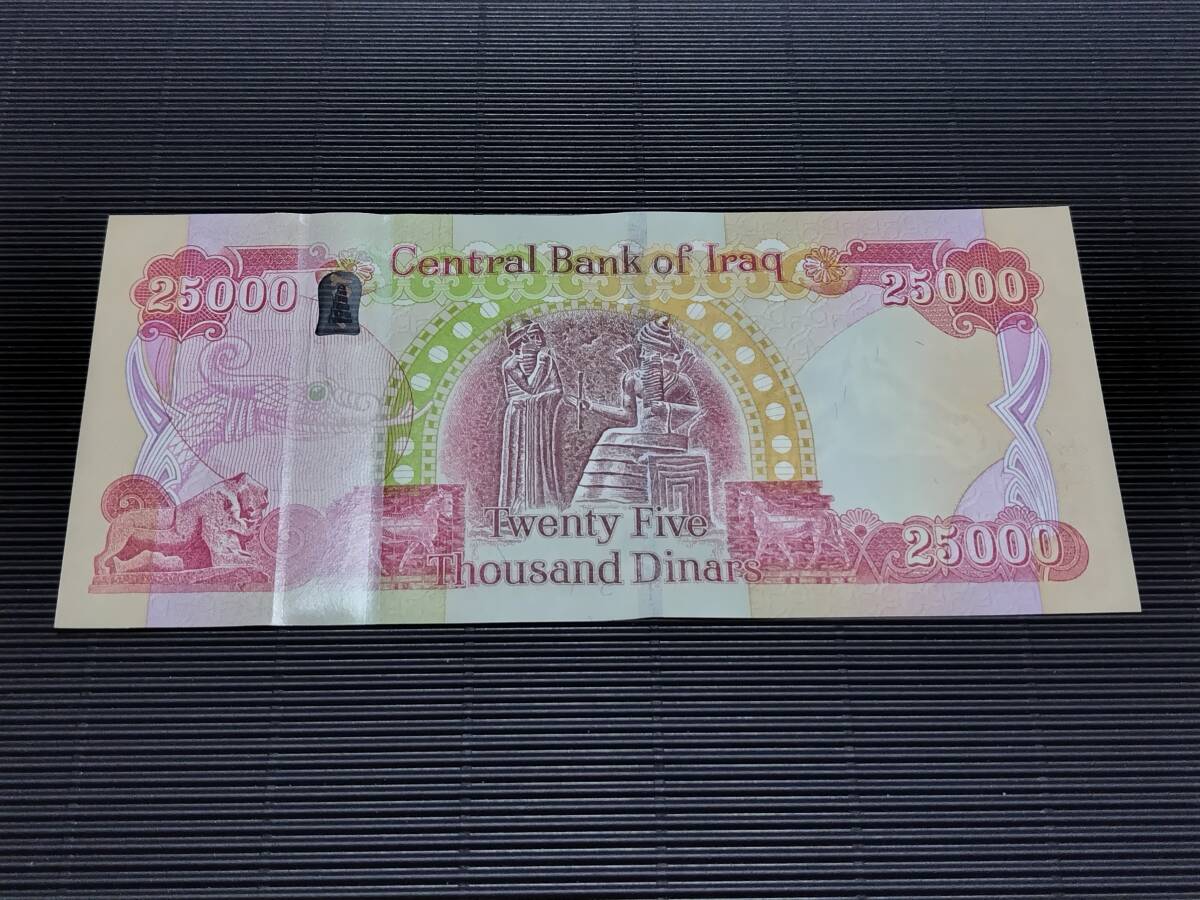 Central Bank of Iraq
25000
25000
Twenty Five
Thousand Dinars
25000